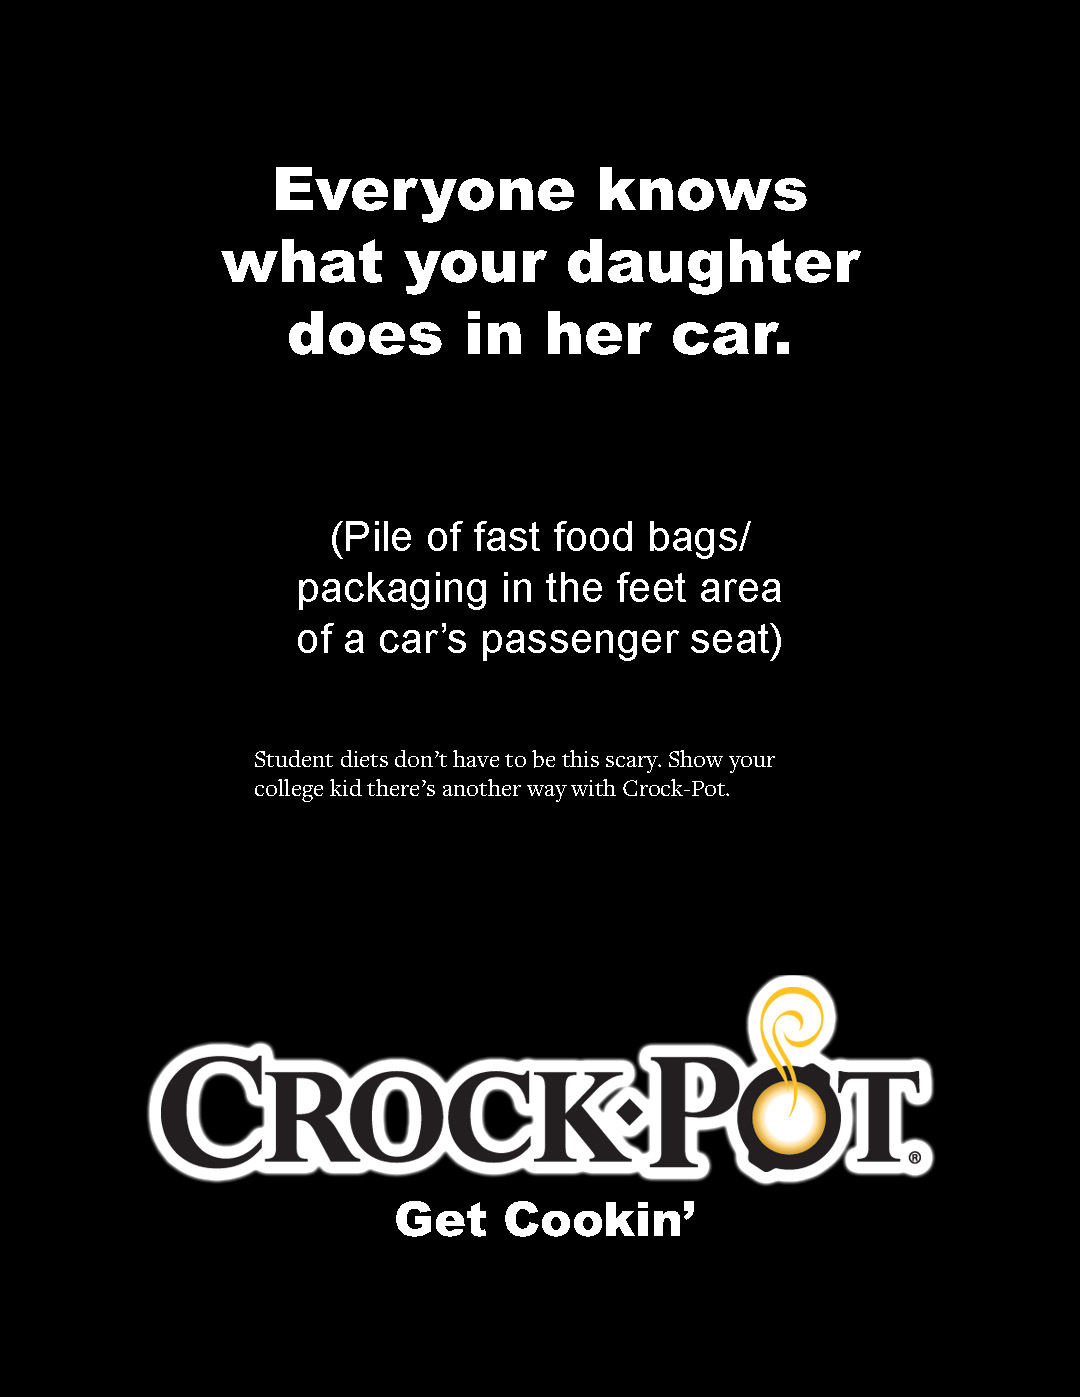 Everyone knows
what your daughter
does in her car.
(Pile of fast food bags/
packaging in the feet area
of a car’s passenger seat)
Student diets don’t have to be this scary. Show your
college kid there’s another way with Crock-Pot.
CROCK·POT®
Get Cookin’